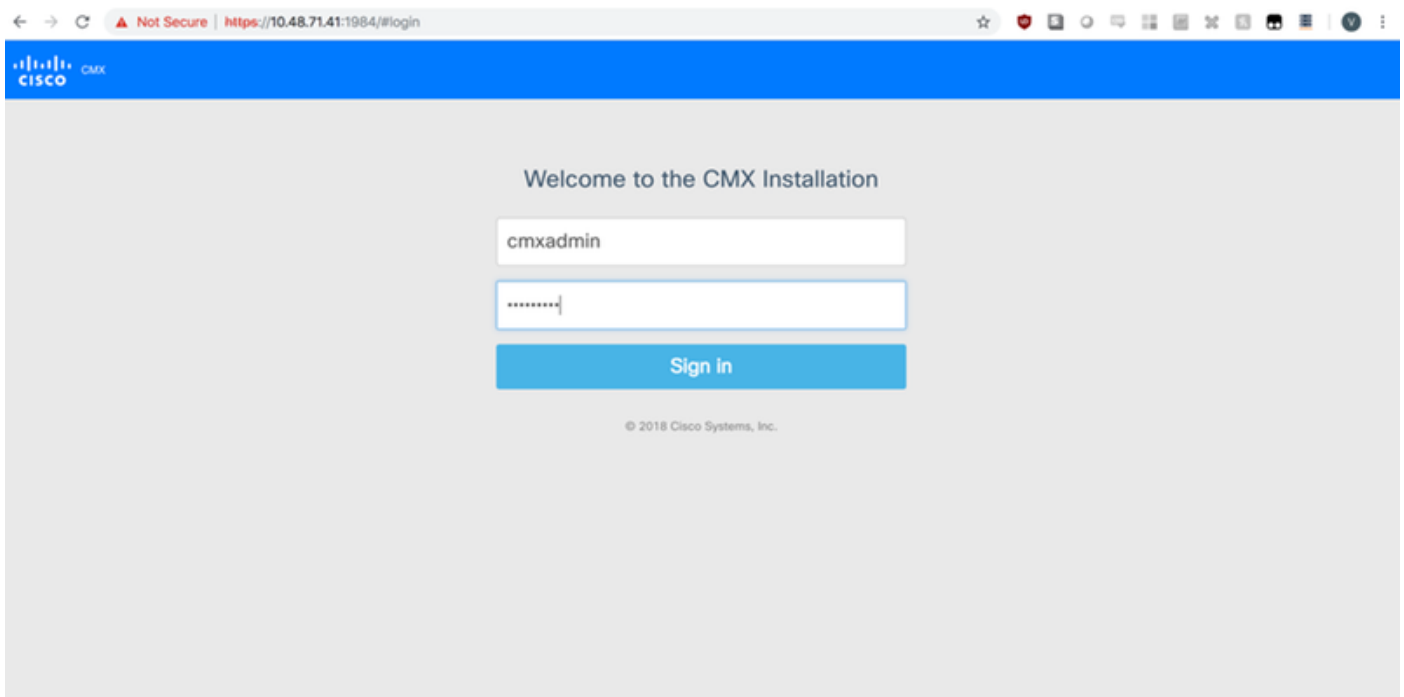 Not Secure | https://10.48.71.41:1984/#login
V
CISCO CMX
Welcome to the CMX Installation
cmxadmin
•••••••••
Sign in
© 2018 Cisco Systems, Inc.